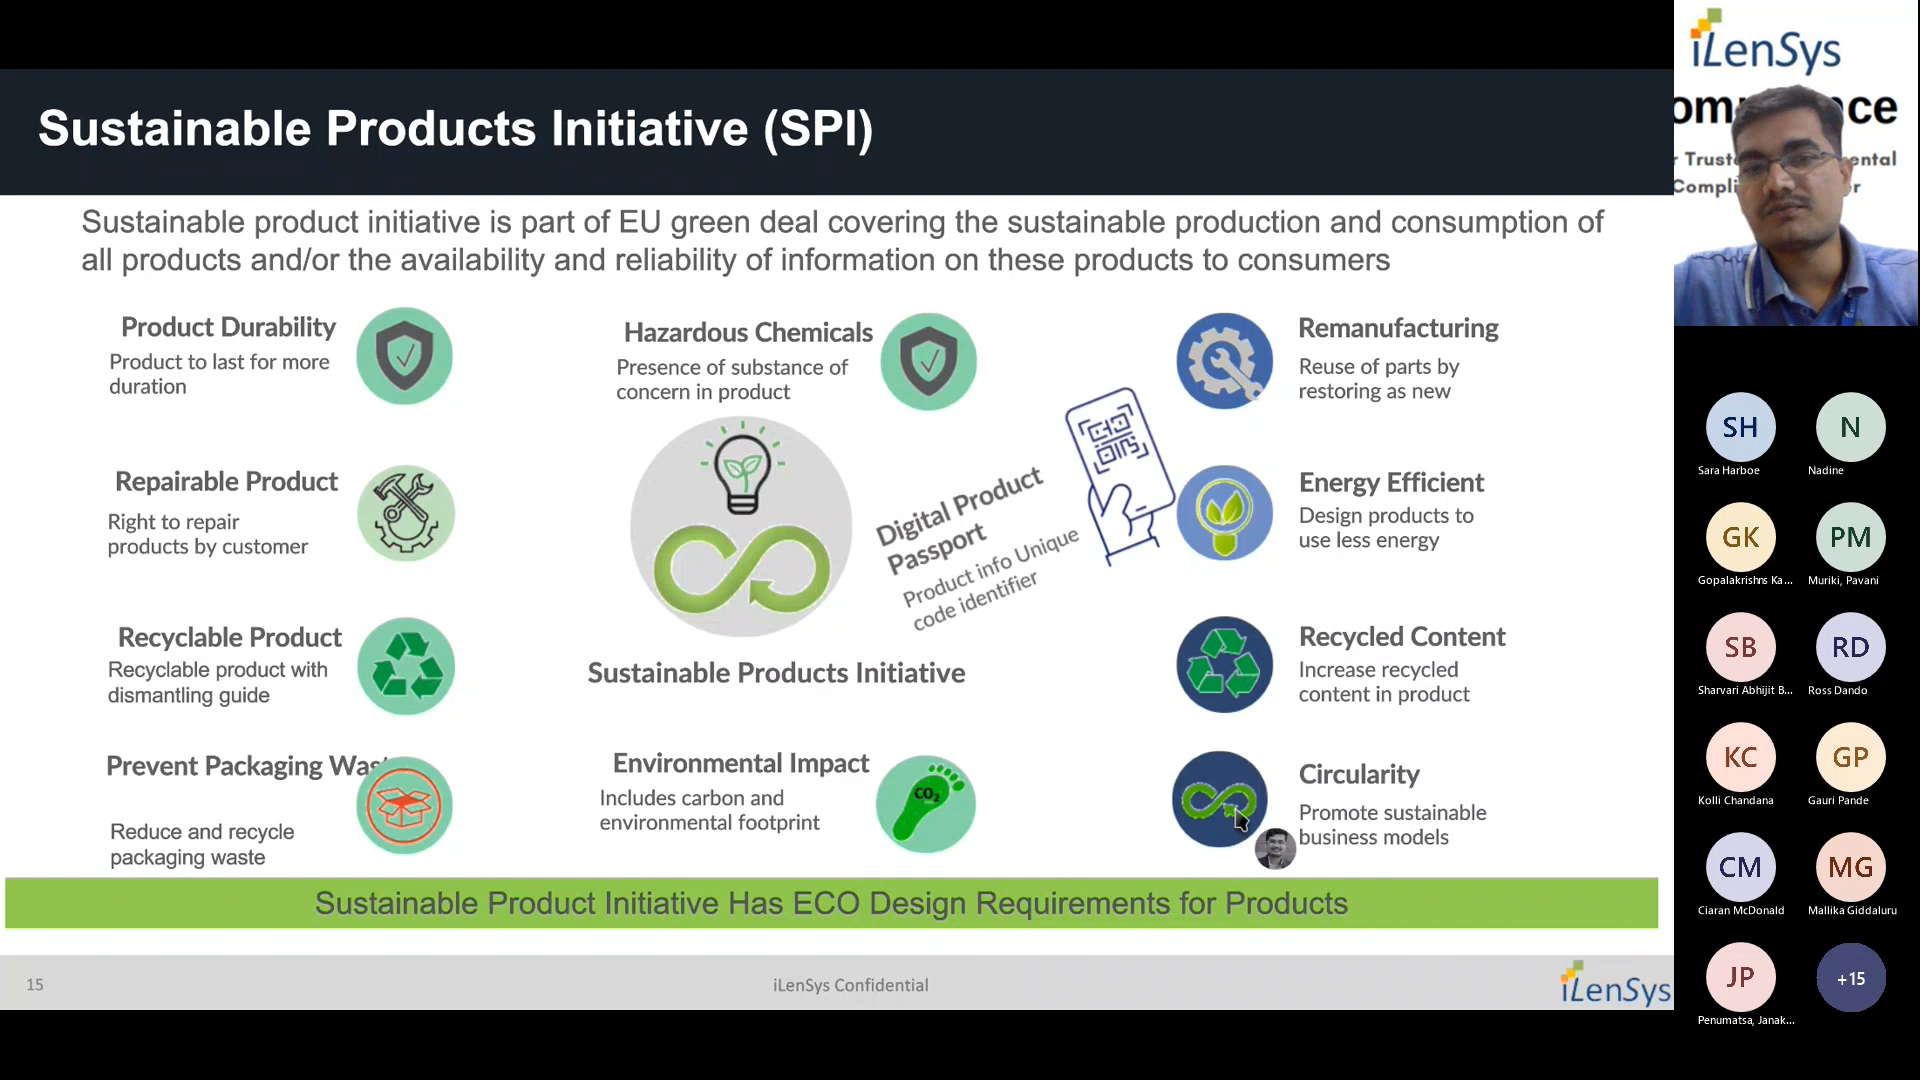 Sustainable Products Initiative (SPI)
Sustainable product initiative is part of EU green deal covering the sustainable production and consumption of
all products and/or the availability and reliability of information on these products to consumers
Product Durability
Product to last for more
duration
Repairable Product
Right to repair
products by customer
Recyclable Product
Recyclable product with
dismantling guide
Prevent Packaging Was
Reduce and recycle
packaging waste
Hazardous Chemicals
Presence of substance of
concern in product
Digital Product
Passport
Product info Unique
code identifier
Sustainable Products Initiative
Environmental Impact
Includes carbon and
environmental footprint
CO2
Remanufacturing
Reuse of parts by
restoring as new
Energy Efficient
Design products to
use less energy
Recycled Content
Increase recycled
content in product
Circularity
Promote sustainable
business models
Sustainable Product Initiative Has ECO Design Requirements for Products
15
iLenSys Confidential
iLenSys
iLenSys
om ce
r Trust ental
Compli r
SH
Sara Harboe
N
Nadine
GK
Gopalakrishns Ka...
PM
Muriki, Pavani
SB
Sharvari Abhijit B...
RD
Ross Dando
KC
Kolli Chandana
GP
Gauri Pande
CM
Ciaran McDonald
MG
Mallika Giddaluru
JP
Penumatsa, Janak...
+15